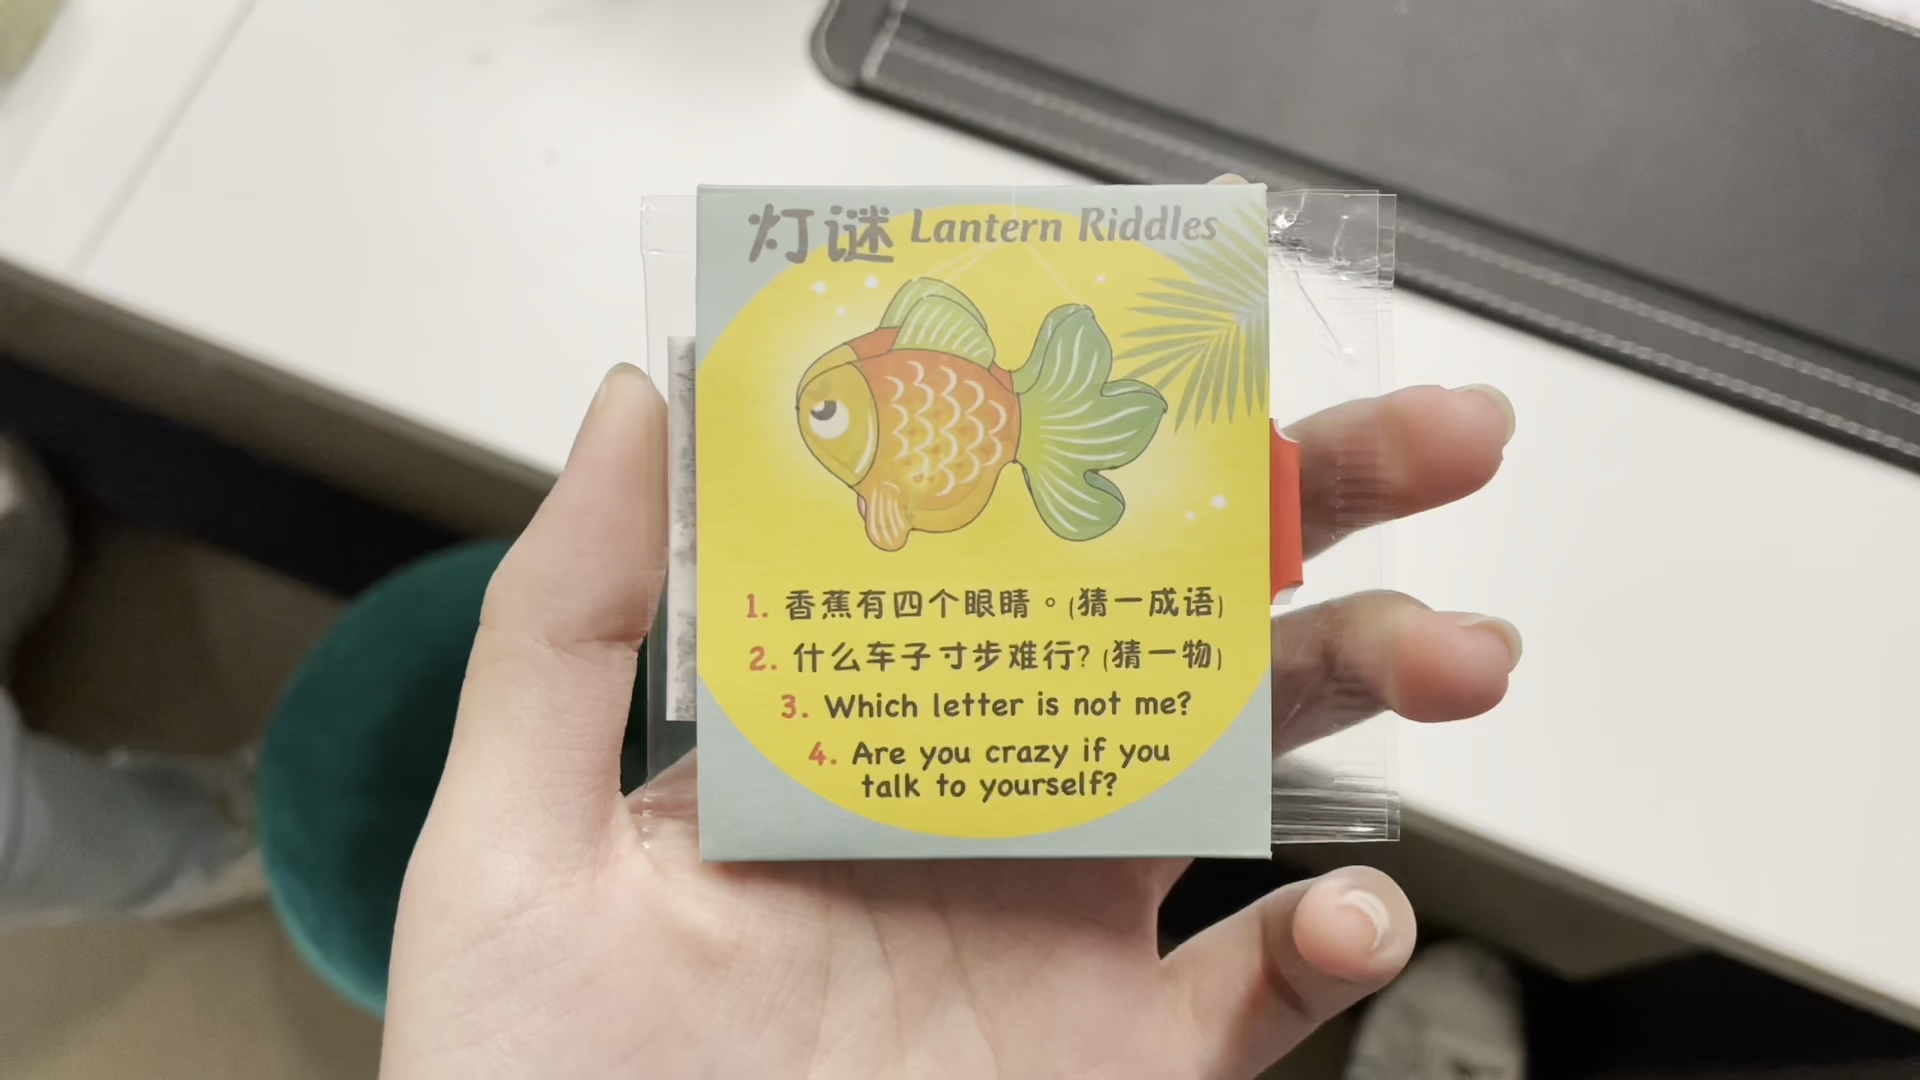 灯谜 Lantern Riddles
1. 香蕉有四个眼睛。(猜一成语)
2. 什么车子寸步难行? (猜一物)
3. Which letter is not me?
4. Are you crazy if you
talk to yourself?